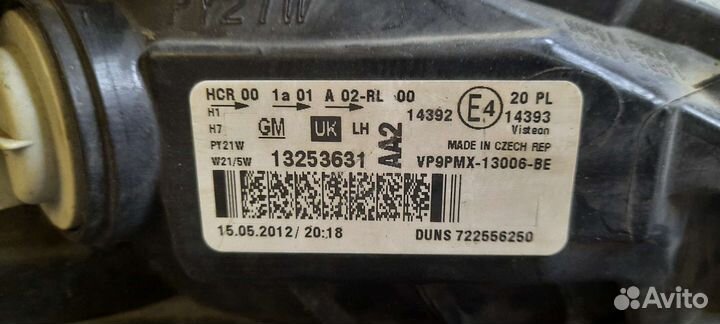 PY21W
HCR 00 1a 01 A 02-RL 00
H1
H7
PY21W
W21/5W
GM UK LH
AA2
14392 E4 20 PL
14393
Visteon
MADE IN CZECH REP
13253631
VP9PMX-13006-BE
15.05.2012/ 20:18
DUNS 722556250
Avito